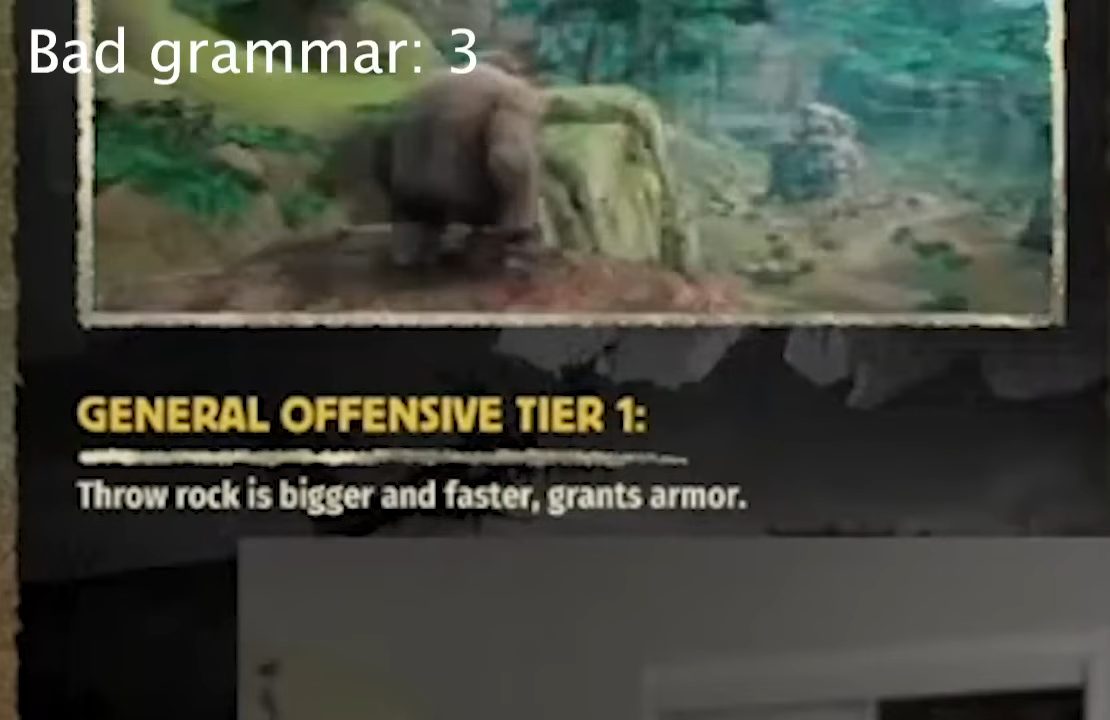 Bad grammar: 3
GENERAL OFFENSIVE TIER 1:
Throw rock is bigger and faster, grants armor.